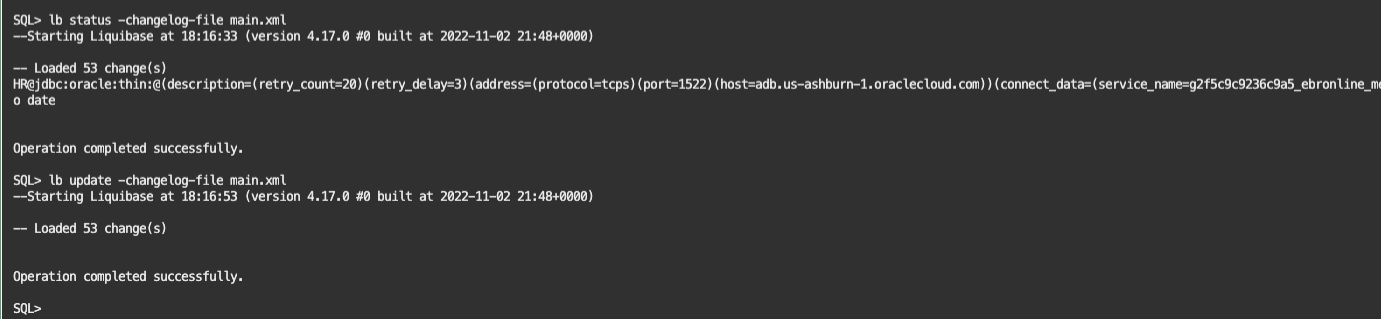 SQL> lb status -changelog-file main.xml
--Starting Liquibase at 18:16:33 (version 4.17.0 #0 built at 2022-11-02 21:48+0000)
-- Loaded 53 change(s)
HR@jdbc:oracle:thin:@(description=(retry_count=20)(retry_delay=3)(address=(protocol=tcps)(port=1522)(host=adb.us-ashburn-1.oraclecloud.com))(connect_data=(service_name=g2f5c9c9236c9a5_ebronline_me
o date
Operation completed successfully.
SQL> lb update -changelog-file main.xml
--Starting Liquibase at 18:16:53 (version 4.17.0 #0 built at 2022-11-02 21:48+0000)
-- Loaded 53 change(s)
Operation completed successfully.
SQL>